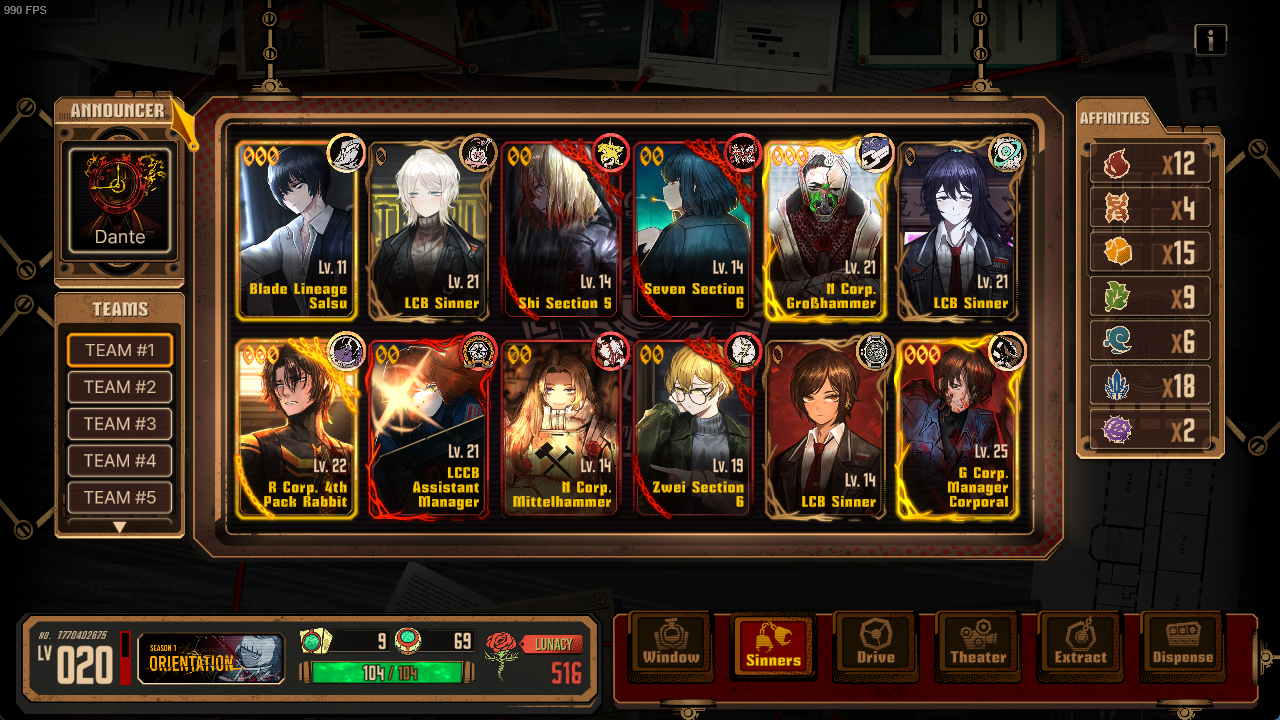 990 FPS
ANNOUNCER
Dante
TEAMS
TEAM #1
TEAM #2
TEAM #3
TEAM #4
TEAM #5
Lv. 11
Blade Lineage
Salsu
Lv. 21
LCB Sinner
Lv. 14
Shi Section 5
Lv. 14
Seven Section
6
Lv. 21
N Corp.
Großhammer
Lv. 21
LCB Sinner
Lv. 22
R Corp. 4th
Pack Rabbit
Lv. 21
LCCB
Assistant
Manager
Lv. 14
N Corp.
Mittelhammer
Lv. 19
Zwei Section
6
Lv. 14
LCB Sinner
Lv. 25
G Corp.
Manager
Corporal
AFFINITIES
x12
x4
x15
x9
x6
x18
x2
NO. 1770402675
LV 020
SEASON 1
ORIENTATION
9
69
104 / 104
LUNACY
516
Window
Sinners
Drive
Theater
Extract
Dispense